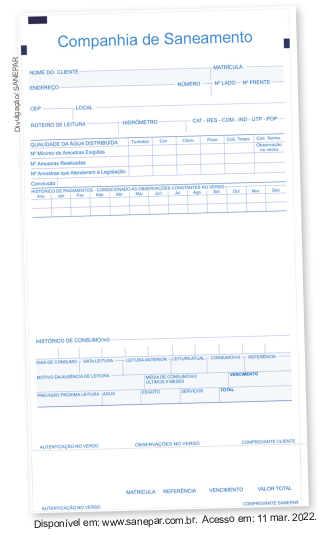 Companhia de Saneamento
Divulgação/ SANEPAR
NOME DO CLIENTE MATRÍCULA
ENDEREÇO NÚMERO Nº LADO - Nº FRENTE
CEP LOCAL
ROTEIRO DE LEITURA HIDRÔMETRO CAT - RES - COM - IND - UTP - POP
QUALIDADE DA ÁGUA DISTRIBUÍDA Turbidez Cor Cloro Flúor Coli. Totais Coli. Termo.
Nº Mínimo de Amostras Exigidas Observação no verso
Nº Amostras Realizadas
Nº Amostras que Atenderam à Legislação
Conclusão
HISTÓRICO DE PAGAMENTOS - CONDICIONADO AS OBSERVAÇÕES CONSTANTES NO VERSO
Ano Jan Fev Mar Abr Mai Jun Jul Ago Set Out Nov Dez
HISTÓRICO DE CONSUMO/m3
DIAS DE CONSUMO DATA LEITURA LEITURA ANTERIOR LEITURA ATUAL CONSUMO/m3 REFERÊNCIA
MOTIVO DA AUSÊNCIA DE LEITURA MÉDIA DE CONSUMO/m3 VENCIMENTO
ÚLTIMOS 5 MESES
PREVISÃO PRÓXIMA LEITURA ÁGUA ESGOTO SERVIÇOS TOTAL
AUTENTICAÇÃO NO VERSO OBSERVAÇÕES NO VERSO COMPROVANTE CLIENTE
MATRÍCULA REFERÊNCIA VENCIMENTO VALOR TOTAL
AUTENTICAÇÃO NO VERSO COMPROVANTE SANEPAR
Disponível em: www.sanepar.com.br. Acesso em: 11 mar. 2022.